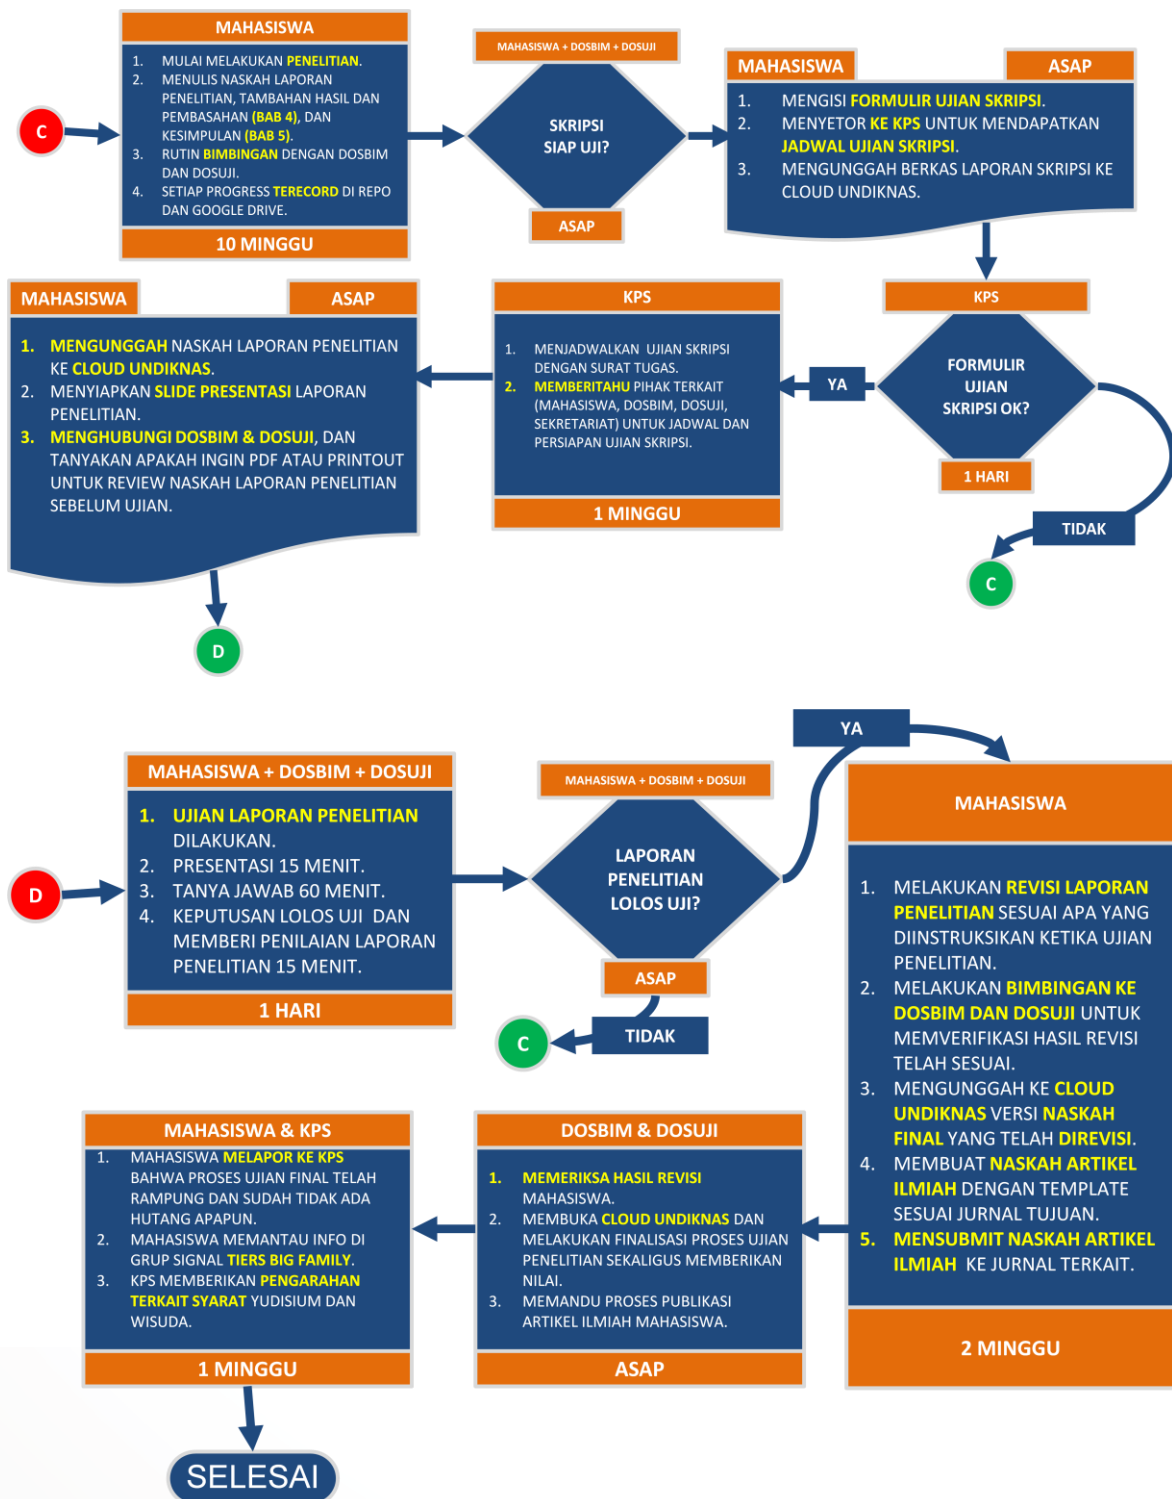 MAHASISWA
1. MULAI MELAKUKAN PENELITIAN.
2. MENULIS NASKAH LAPORAN
PENELITIAN, TAMBAHAN HASIL DAN
PEMBASAHAN (BAB 4), DAN
KESIMPULAN (BAB 5).
3. RUTIN BIMBINGAN DENGAN DOSBIM
DAN DOSUJI.
4. SETIAP PROGRESS TERECORD DI REPO
DAN GOOGLE DRIVE.
10 MINGGU
C
MAHASISWA + DOSBIM + DOSUJI
SKRIPSI
SIAP UJI?
ASAP
MAHASISWA
ASAP
1. MENGISI FORMULIR UJIAN SKRIPSI.
2. MENYETOR KE KPS UNTUK MENDAPATKAN
JADWAL UJIAN SKRIPSI.
3. MENGUNGGAH BERKAS LAPORAN SKRIPSI KE
CLOUD UNDIKNAS.
KPS
FORMULIR
UJIAN
SKRIPSI OK?
1 HARI
YA
TIDAK
C
KPS
1. MENJADWALKAN UJIAN SKRIPSI
DENGAN SURAT TUGAS.
2. MEMBERITAHU PIHAK TERKAIT
(MAHASISWA, DOSBIM, DOSUJI,
SEKRETARIAT) UNTUK JADWAL DAN
PERSIAPAN UJIAN SKRIPSI.
1 MINGGU
MAHASISWA
ASAP
1. MENGUNGGAH NASKAH LAPORAN PENELITIAN
KE CLOUD UNDIKNAS.
2. MENYIAPKAN SLIDE PRESENTASI LAPORAN
PENELITIAN.
3. MENGHUBUNGI DOSBIM & DOSUJI, DAN
TANYAKAN APAKAH INGIN PDF ATAU PRINTOUT
UNTUK REVIEW NASKAH LAPORAN PENELITIAN
SEBELUM UJIAN.
D
D
MAHASISWA + DOSBIM + DOSUJI
1. UJIAN LAPORAN PENELITIAN
DILAKUKAN.
2. PRESENTASI 15 MENIT.
3. TANYA JAWAB 60 MENIT.
4. KEPUTUSAN LOLOS UJI DAN
MEMBERI PENILAIAN LAPORAN
PENELITIAN 15 MENIT.
1 HARI
MAHASISWA + DOSBIM + DOSUJI
LAPORAN
PENELITIAN
LOLOS UJI?
ASAP
TIDAK
C
YA
MAHASISWA
1. MELAKUKAN REVISI LAPORAN
PENELITIAN SESUAI APA YANG
DIINSTRUKSIKAN KETIKA UJIAN
PENELITIAN.
2. MELAKUKAN BIMBINGAN KE
DOSBIM DAN DOSUJI UNTUK
MEMVERIFIKASI HASIL REVISI
TELAH SESUAI.
3. MENGUNGGAH KE CLOUD
UNDIKNAS VERSI NASKAH
FINAL YANG TELAH DIREVISI.
4. MEMBUAT NASKAH ARTIKEL
ILMIAH DENGAN TEMPLATE
SESUAI JURNAL TUJUAN.
5. MENSUBMIT NASKAH ARTIKEL
ILMIAH KE JURNAL TERKAIT.
2 MINGGU
DOSBIM & DOSUJI
1. MEMERIKSA HASIL REVISI
MAHASISWA.
2. MEMBUKA CLOUD UNDIKNAS DAN
MELAKUKAN FINALISASI PROSES UJIAN
PENELITIAN SEKALIGUS MEMBERIKAN
NILAI.
3. MEMANDU PROSES PUBLIKASI
ARTIKEL ILMIAH MAHASISWA.
ASAP
MAHASISWA & KPS
1. MAHASISWA MELAPOR KE KPS
BAHWA PROSES UJIAN FINAL TELAH
RAMPUNG DAN SUDAH TIDAK ADA
HUTANG APAPUN.
2. MAHASISWA MEMANTAU INFO DI
GRUP SIGNAL TIERS BIG FAMILY.
3. KPS MEMBERIKAN PENGARAHAN
TERKAIT SYARAT YUDISIUM DAN
WISUDA.
1 MINGGU
SELESAI